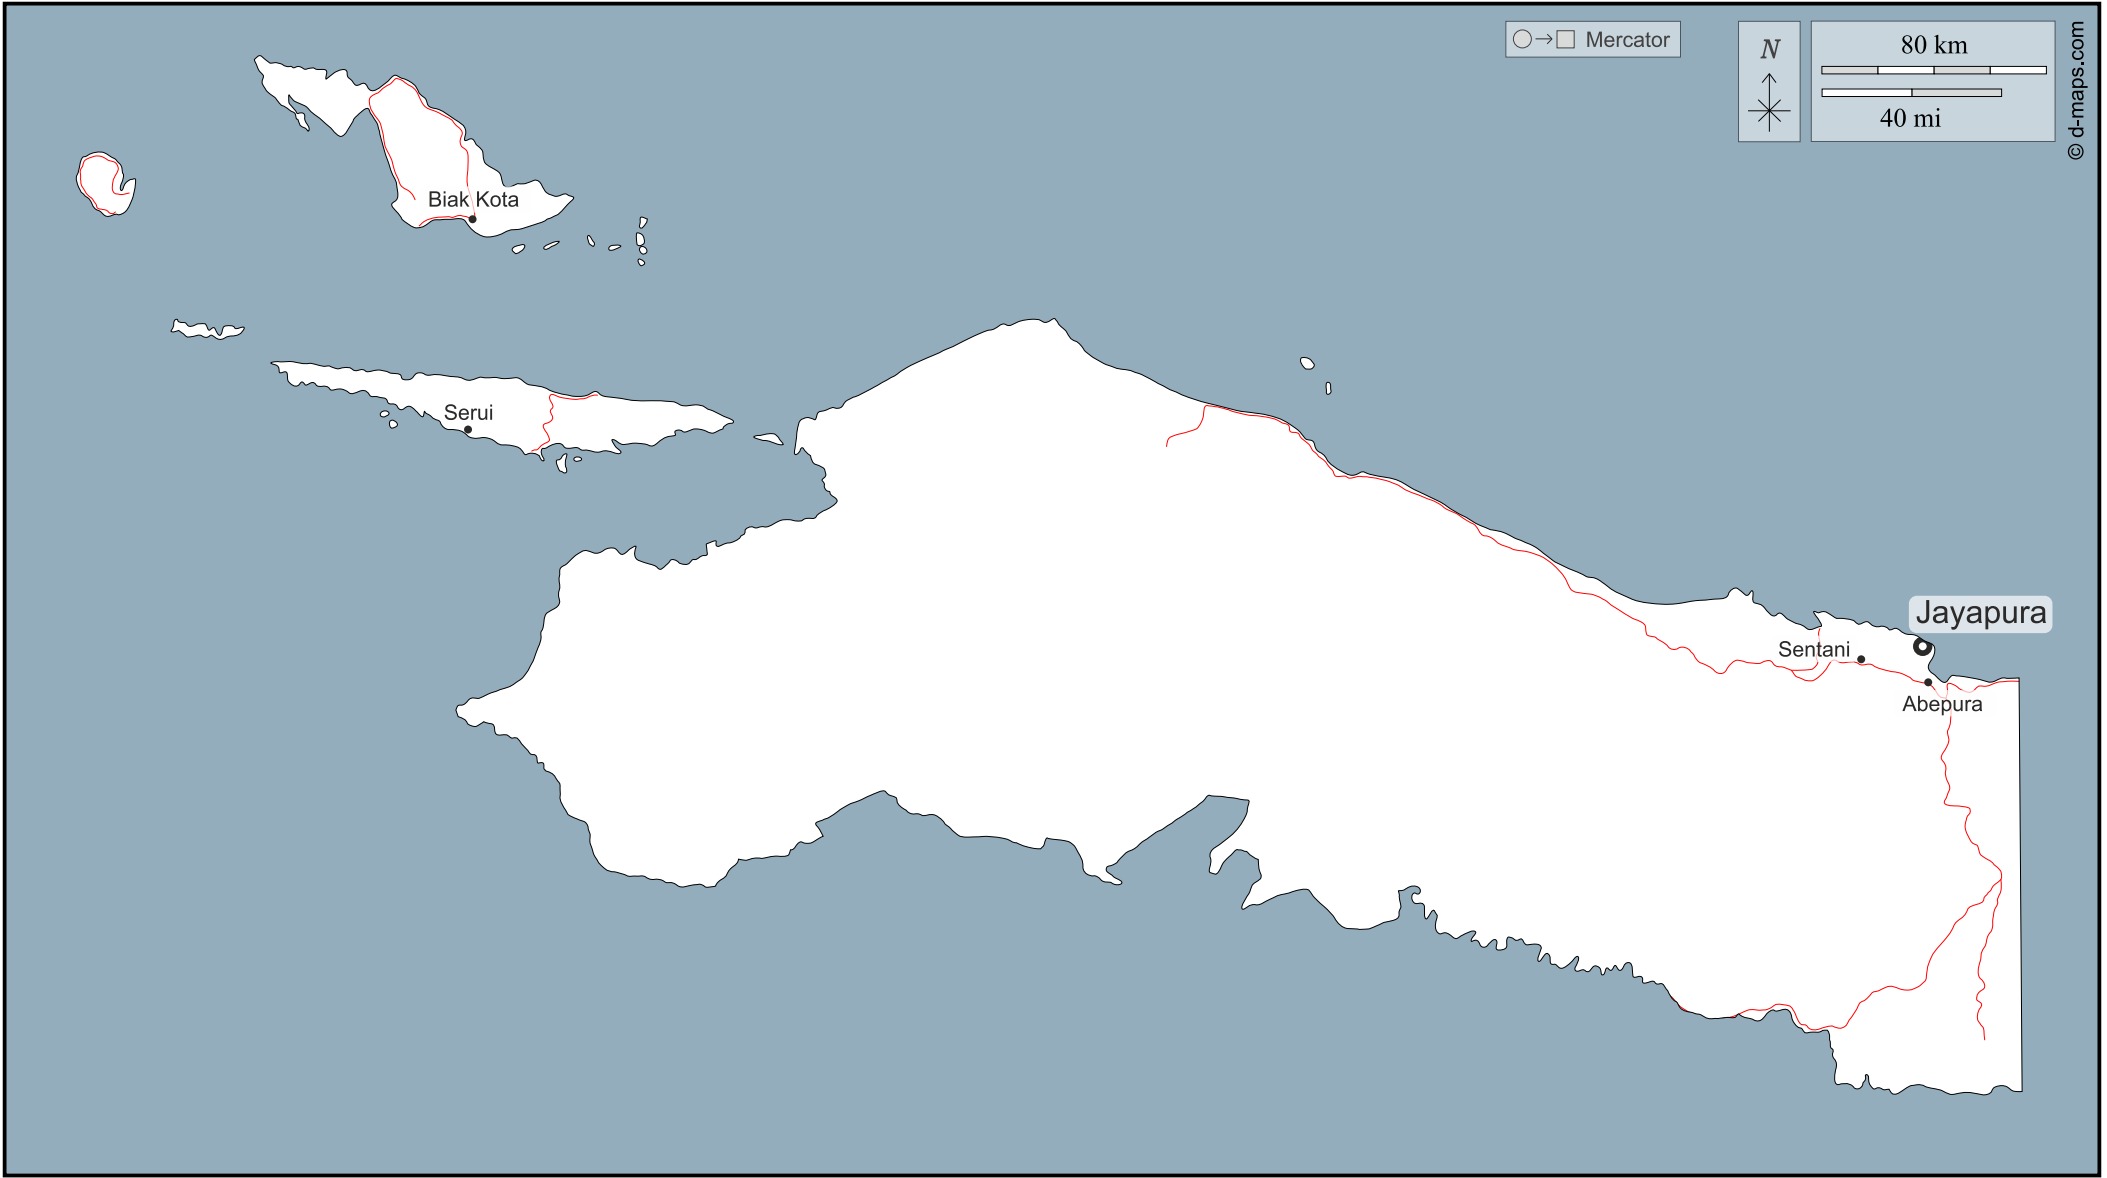 Mercator
N
80 km
40 mi
© d-maps.com
Biak Kota
Serui
Jayapura
Sentani
Abepura